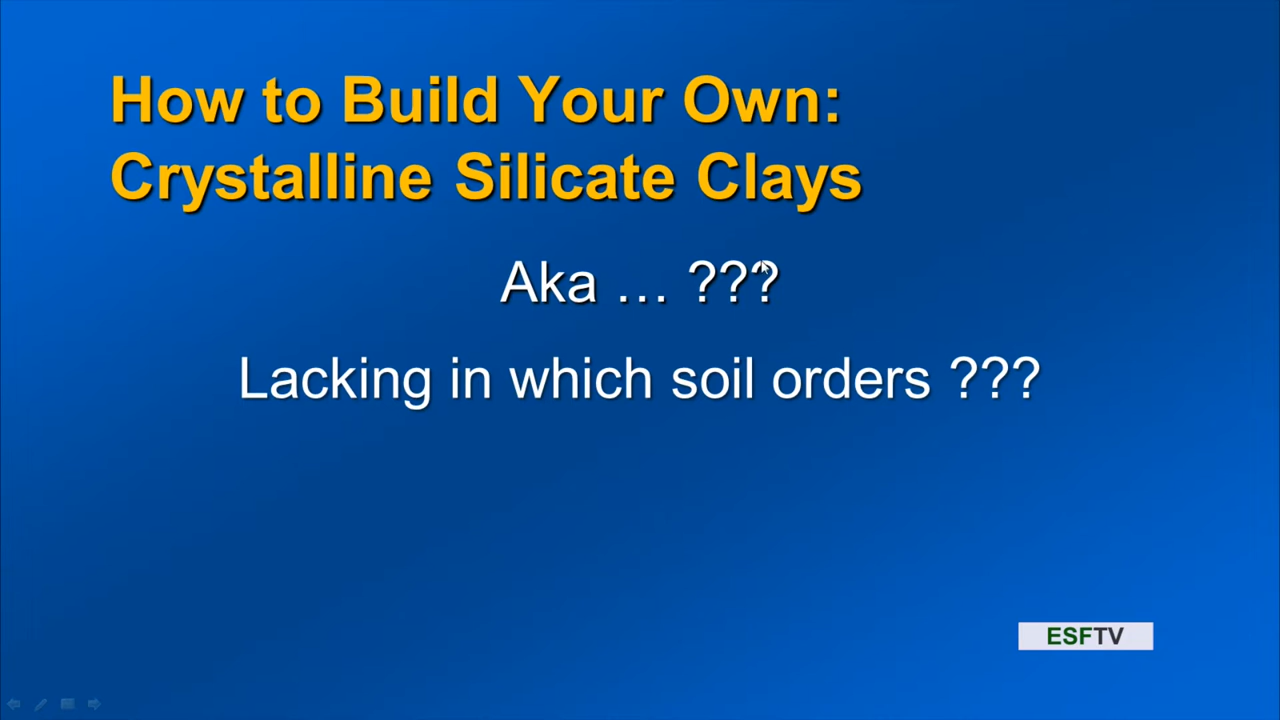 How to Build Your Own:
Crystalline Silicate Clays
Aka … ???
Lacking in which soil orders ???
ESFTV